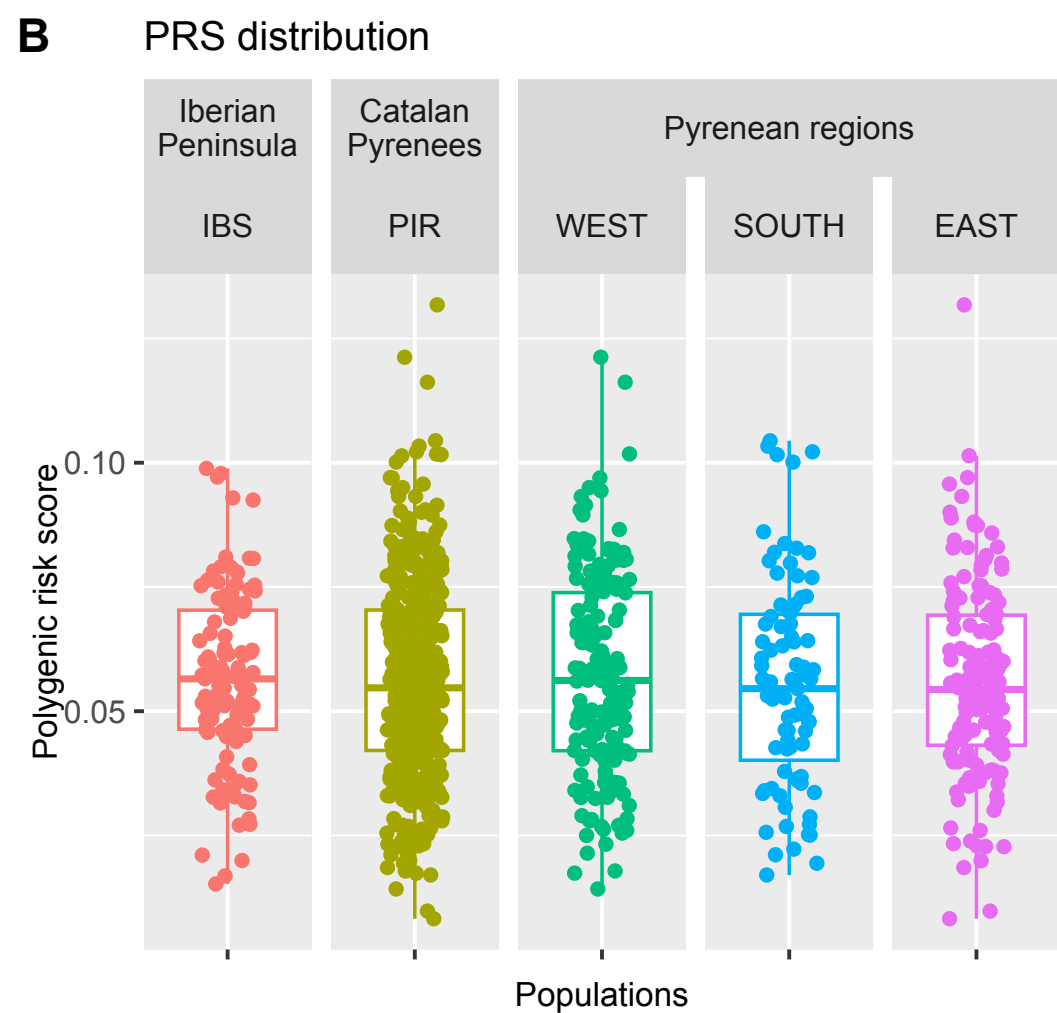 B PRS distribution
Iberian
Peninsula
Catalan
Pyrenees
Pyrenean regions
IBS
PIR
WEST
SOUTH
EAST
Polygenic risk score
0.10
0.05
Populations